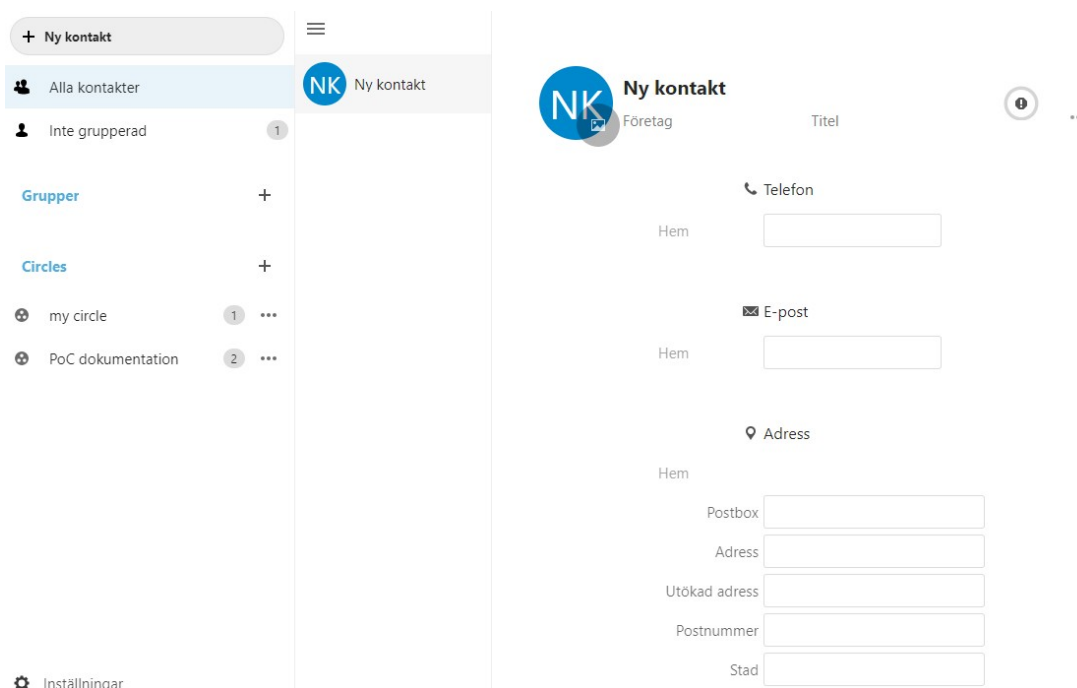 + Ny kontakt
Alla kontakter
Inte grupperad 1
Grupper +
Circles +
my circle 1 •••
PoC dokumentation 2 •••
Inställningar
NK Ny kontakt
NK
Ny kontakt
Företag Titel
Telefon
Hem
E-post
Hem
Adress
Hem
Postbox
Adress
Utökad adress
Postnummer
Stad